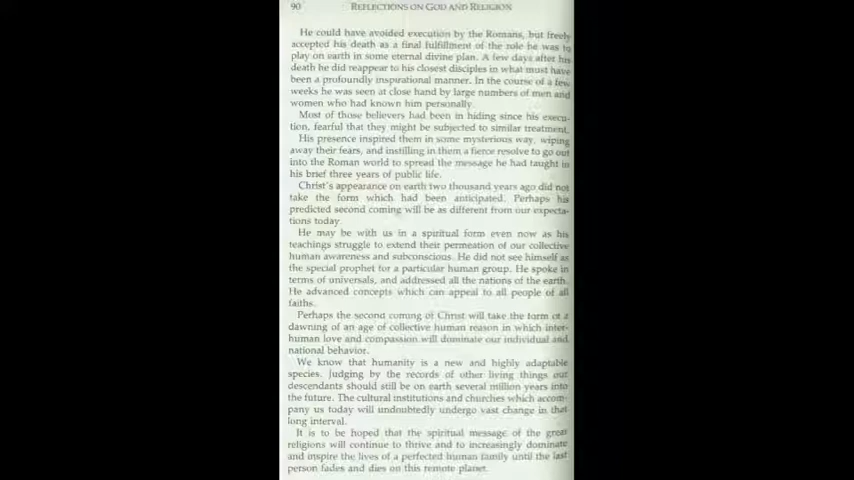 90 REFLECTIONS ON GOD AND RELIGION
He could have avoided execution by the Romans, but freely
accepted his death as a final fulfillment of the role he was to
play on earth in some eternal divine plan. A few days after his
death he did reappear to his closest disciples in what must have
been a profoundly inspirational manner. In the course of a few
weeks he was seen at close hand by large numbers of men and
women who had known him personally.
Most of those believers had been in hiding since his execu-
tion, fearful that they might be subjected to similar treatment.
His presence inspired them in some mysterious way, wiping
away their fears, and instilling in them a fierce resolve to go out
into the Roman world to spread the message he had taught in
his brief three years of public life.
Christ's appearance on earth two thousand years ago did not
take the form which had been anticipated. Perhaps his
predicted second coming will be as different from our expecta-
tions today.
He may be with us in a spiritual form even now as his
teachings struggle to extend their permeation of our collective
human awareness and subconscious. He did not see himself as
the special prophet for a particular human group. He spoke in
terms of universals, and addressed all the nations of the earth.
He advanced concepts which can appeal to all people of all
faiths.
Perhaps the second coming of Christ will take the form of a
dawning of an age of collective human reason in which inter-
human love and compassion will dominate our individual and
national behavior.
We know that humanity is a new and highly adaptable
species. Judging by the records of other living things our
descendants should still be on earth several million years into
the future. The cultural institutions and churches which accom-
pany us today will undoubtedly undergo vast change in that
long interval.
It is to be hoped that the spiritual message of the great
religions will continue to thrive and to increasingly dominate
and inspire the lives of a perfected human family until the last
person fades and dies on this remote planet.